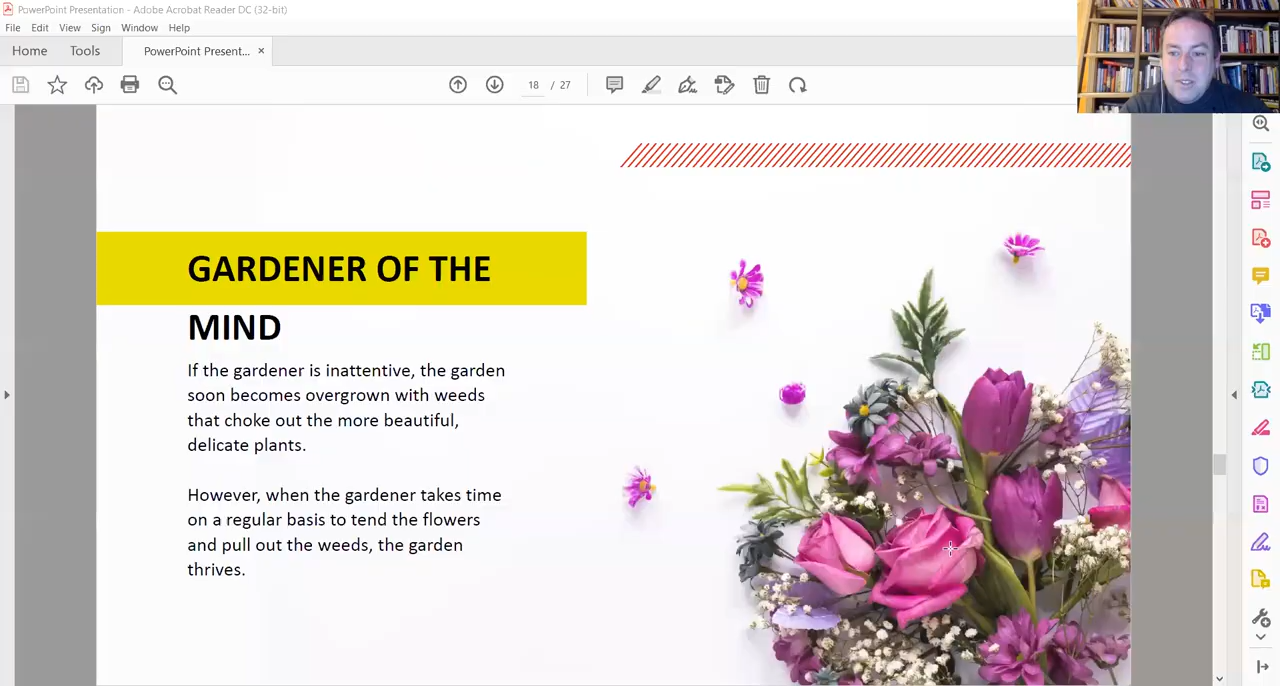 PowerPoint Presentation - Adobe Acrobat Reader DC (32-bit)
File Edit View Sign Window Help
Home Tools PowerPoint Present... ×
18 / 27
GARDENER OF THE
MIND
If the gardener is inattentive, the garden
soon becomes overgrown with weeds
that choke out the more beautiful,
delicate plants.
However, when the gardener takes time
on a regular basis to tend the flowers
and pull out the weeds, the garden
thrives.